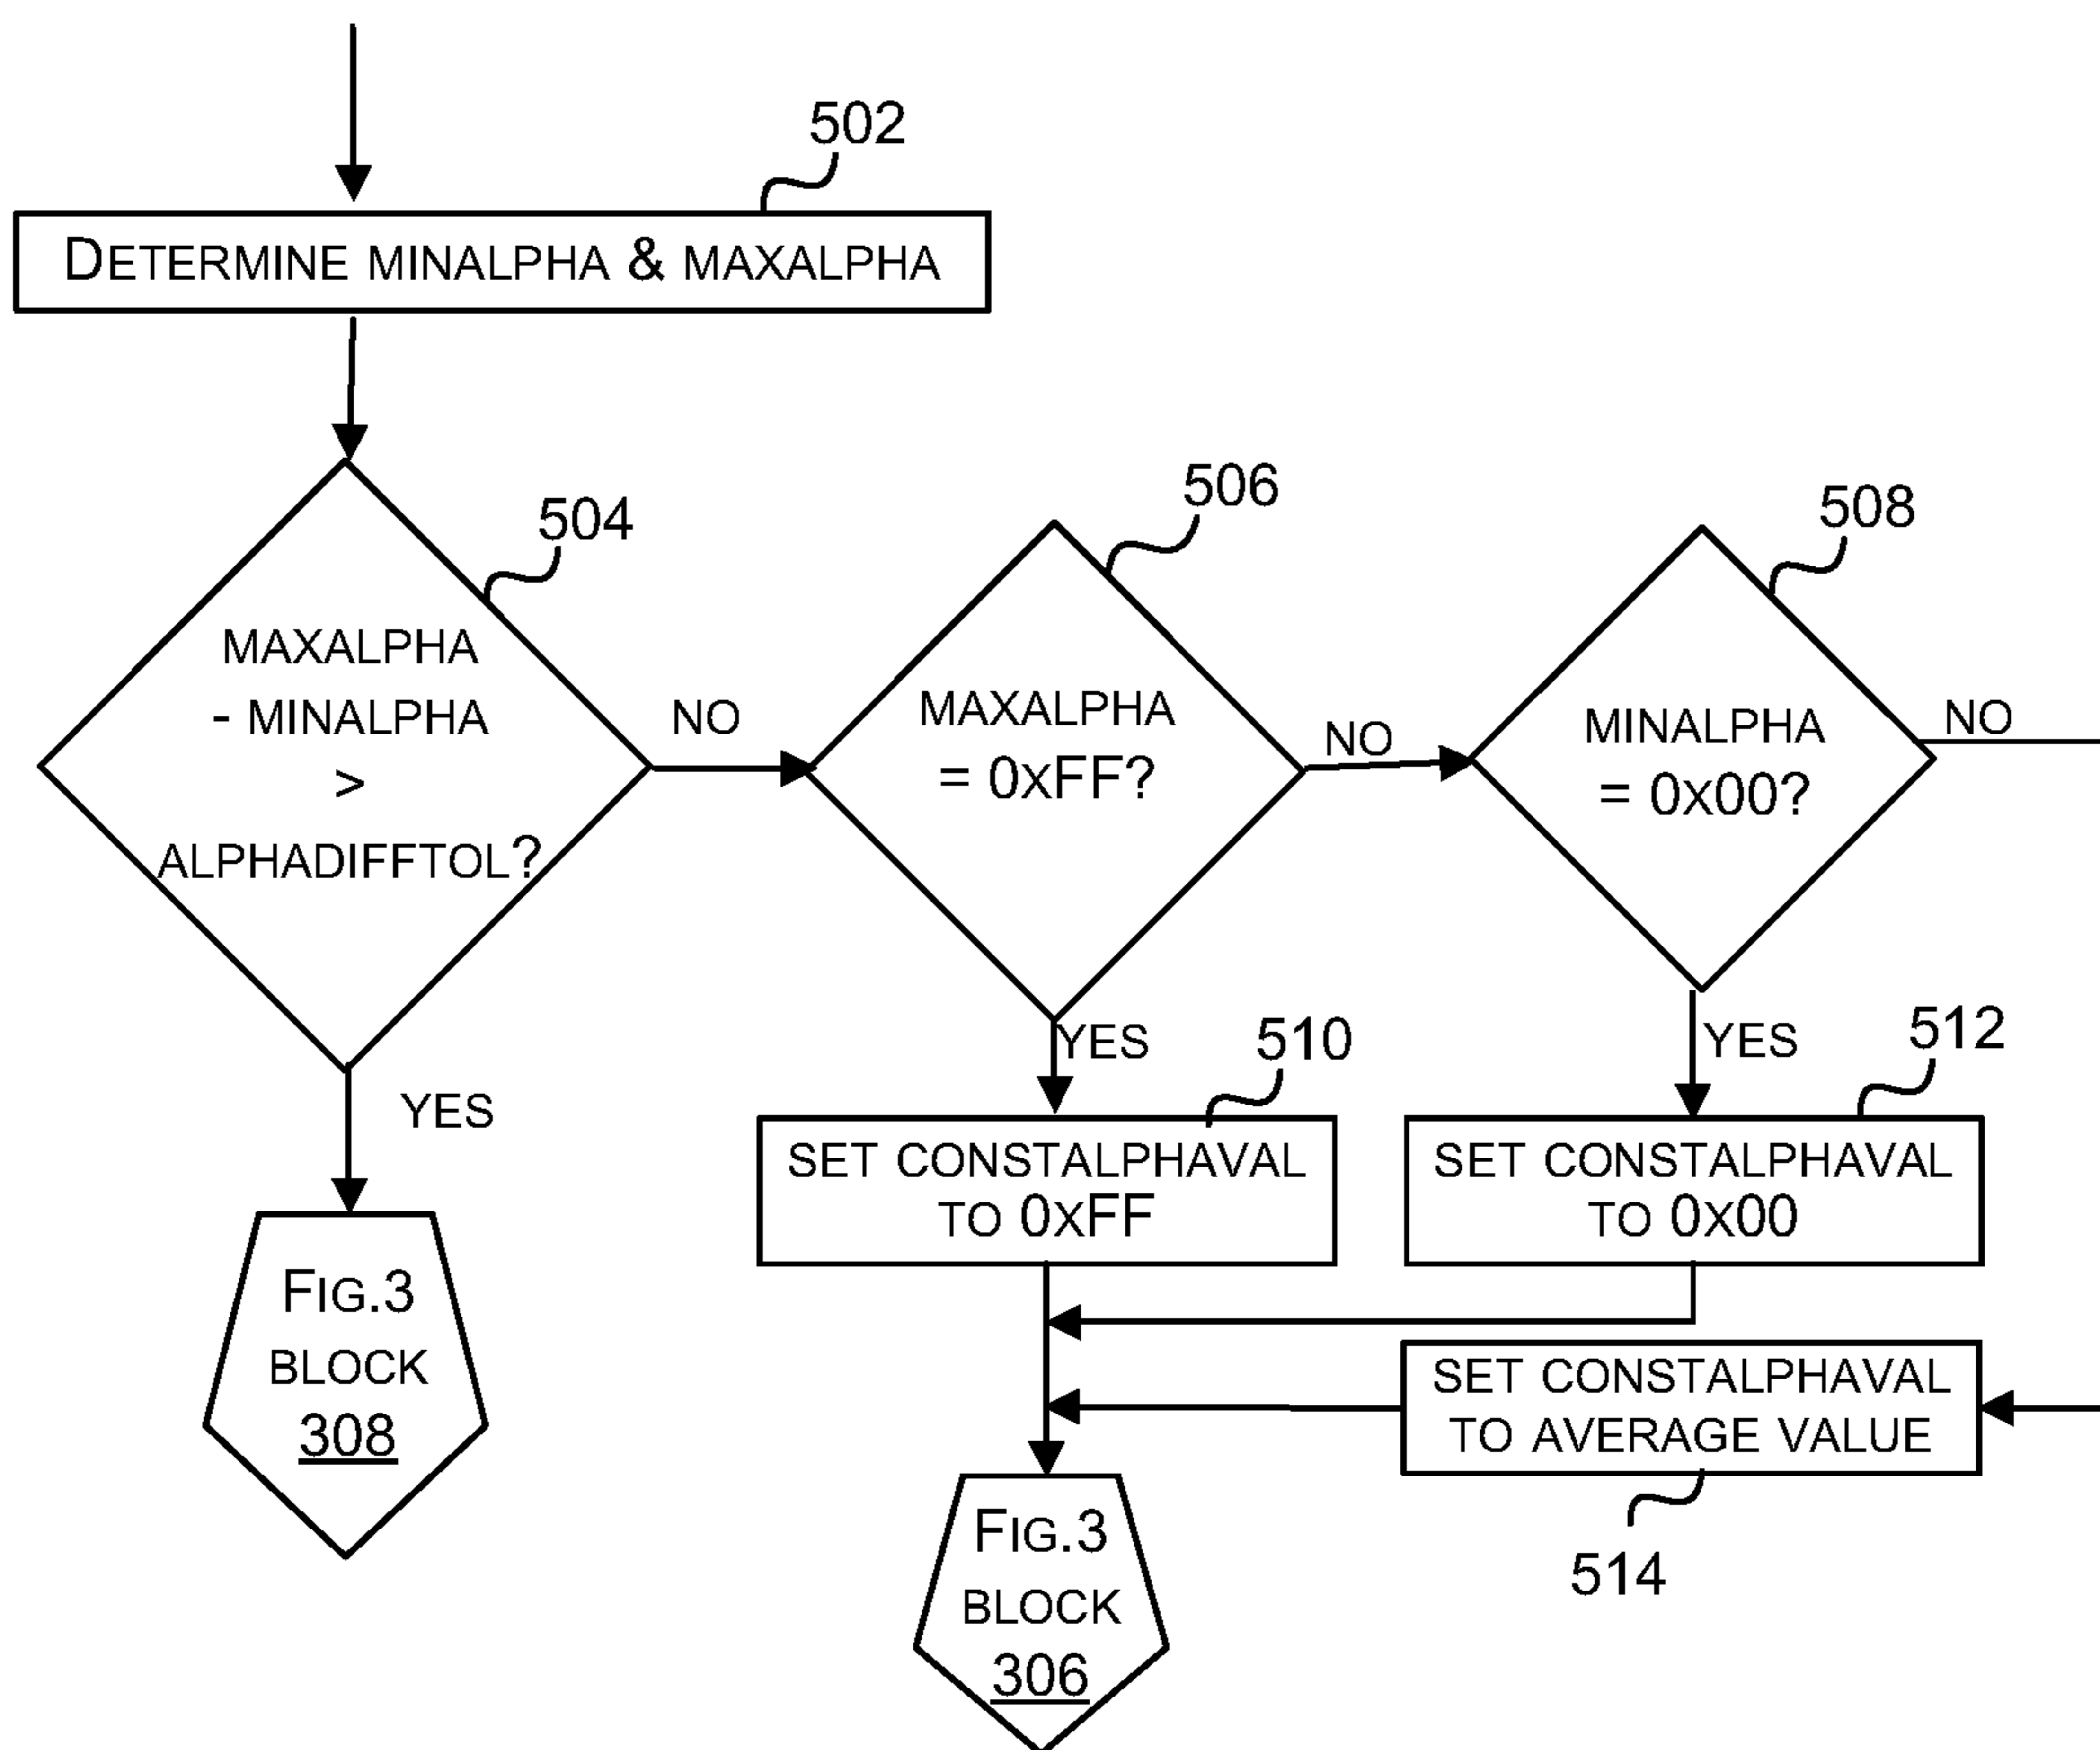 502
DETERMINE MINALPHA & MAXALPHA
504
MAXALPHA
- MINALPHA
>
ALPHADIFFTOL?
NO
YES
506
MAXALPHA
= 0XFF?
NO
YES
508
MINALPHA
= 0X00?
NO
YES
510
SET CONSTALPHAVAL
TO 0XFF
512
SET CONSTALPHAVAL
TO 0X00
SET CONSTALPHAVAL
TO AVERAGE VALUE
514
FIG.3
BLOCK
308
FIG.3
BLOCK
306